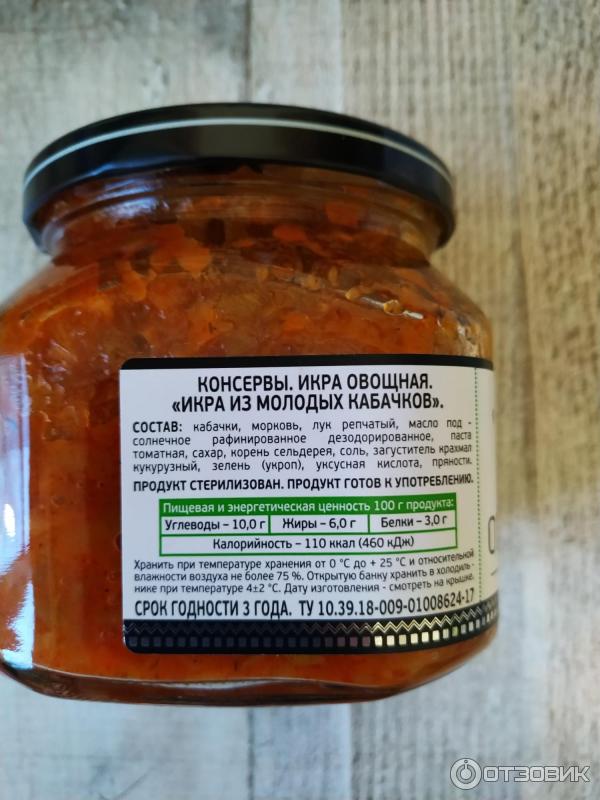 КОНСЕРВЫ. ИКРА ОВОЩНАЯ.
«ИКРА ИЗ МОЛОДЫХ КАБАЧКОВ».
СОСТАВ: кабачки, морковь, лук репчатый, масло под -
солнечное рафинированное дезодорированное, паста
томатная, сахар, корень сельдерея, соль, загуститель крахмал
кукурузный, зелень (укроп), уксусная кислота, пряности.
ПРОДУКТ СТЕРИЛИЗОВАН. ПРОДУКТ ГОТОВ К УПОТРЕБЛЕНИЮ.
Пищевая и энергетическая ценность 100 г продукта:
Углеводы – 10,0 г Жиры – 6,0 г Белки – 3,0 г
Калорийность – 110 ккал (460 кДж)
Хранить при температуре хранения от 0 °С до + 25 °С и относительной
влажности воздуха не более 75 %. Открытую банку хранить в холодиль -
нике при температуре 4±2 °С. Дату изготовления - смотреть на крышке.
СРОК ГОДНОСТИ 3 ГОДА. ТУ 10.39.18-009-01008624-17
ОТЗОВИК